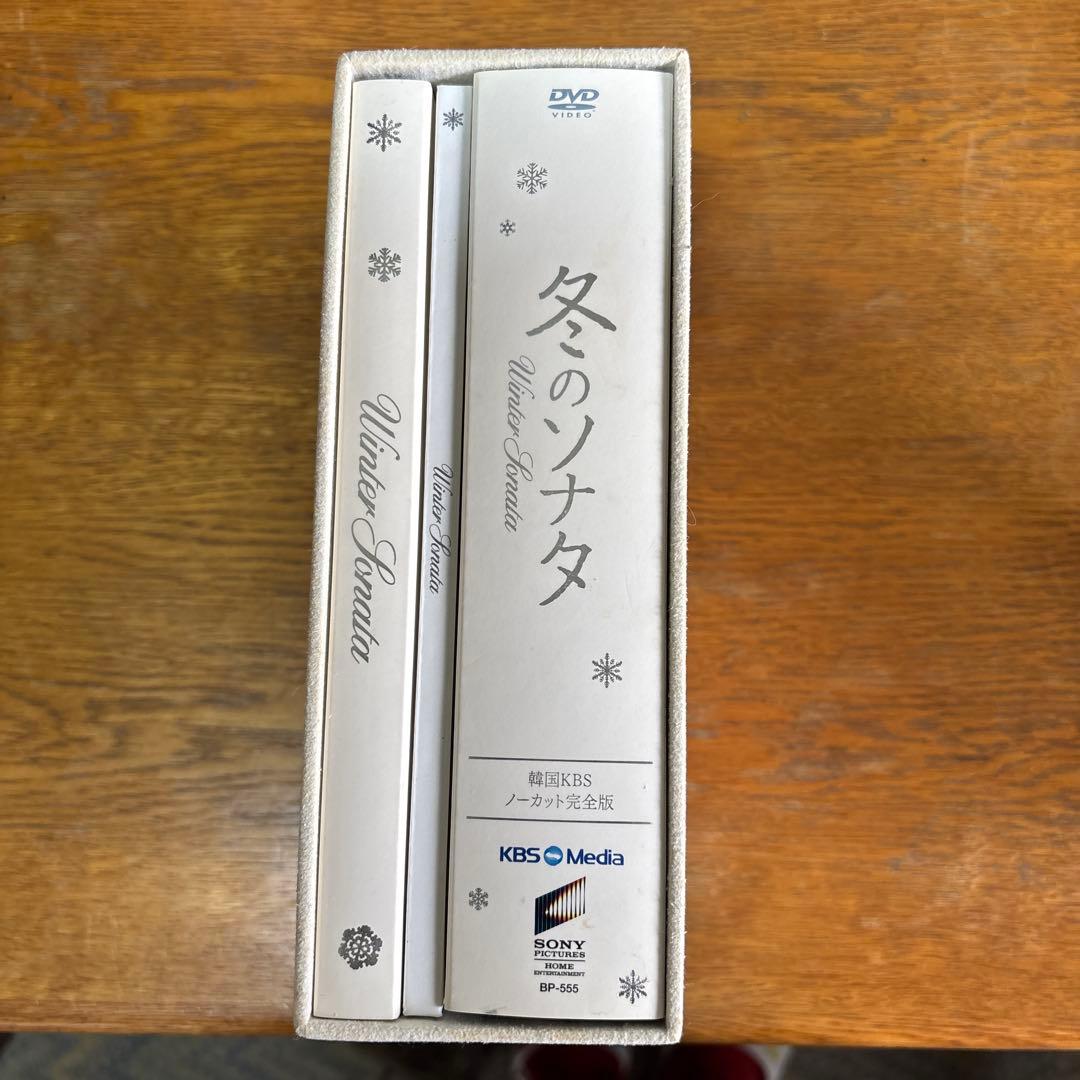 Winter Sonata
Winter Sonata
DVD
VIDEO
冬のソナタ
Winter Sonata
韓国KBS
ノーカット完全版
KBS Media
SONY
PICTURES
HOME
ENTERTAINMENT
BP-555